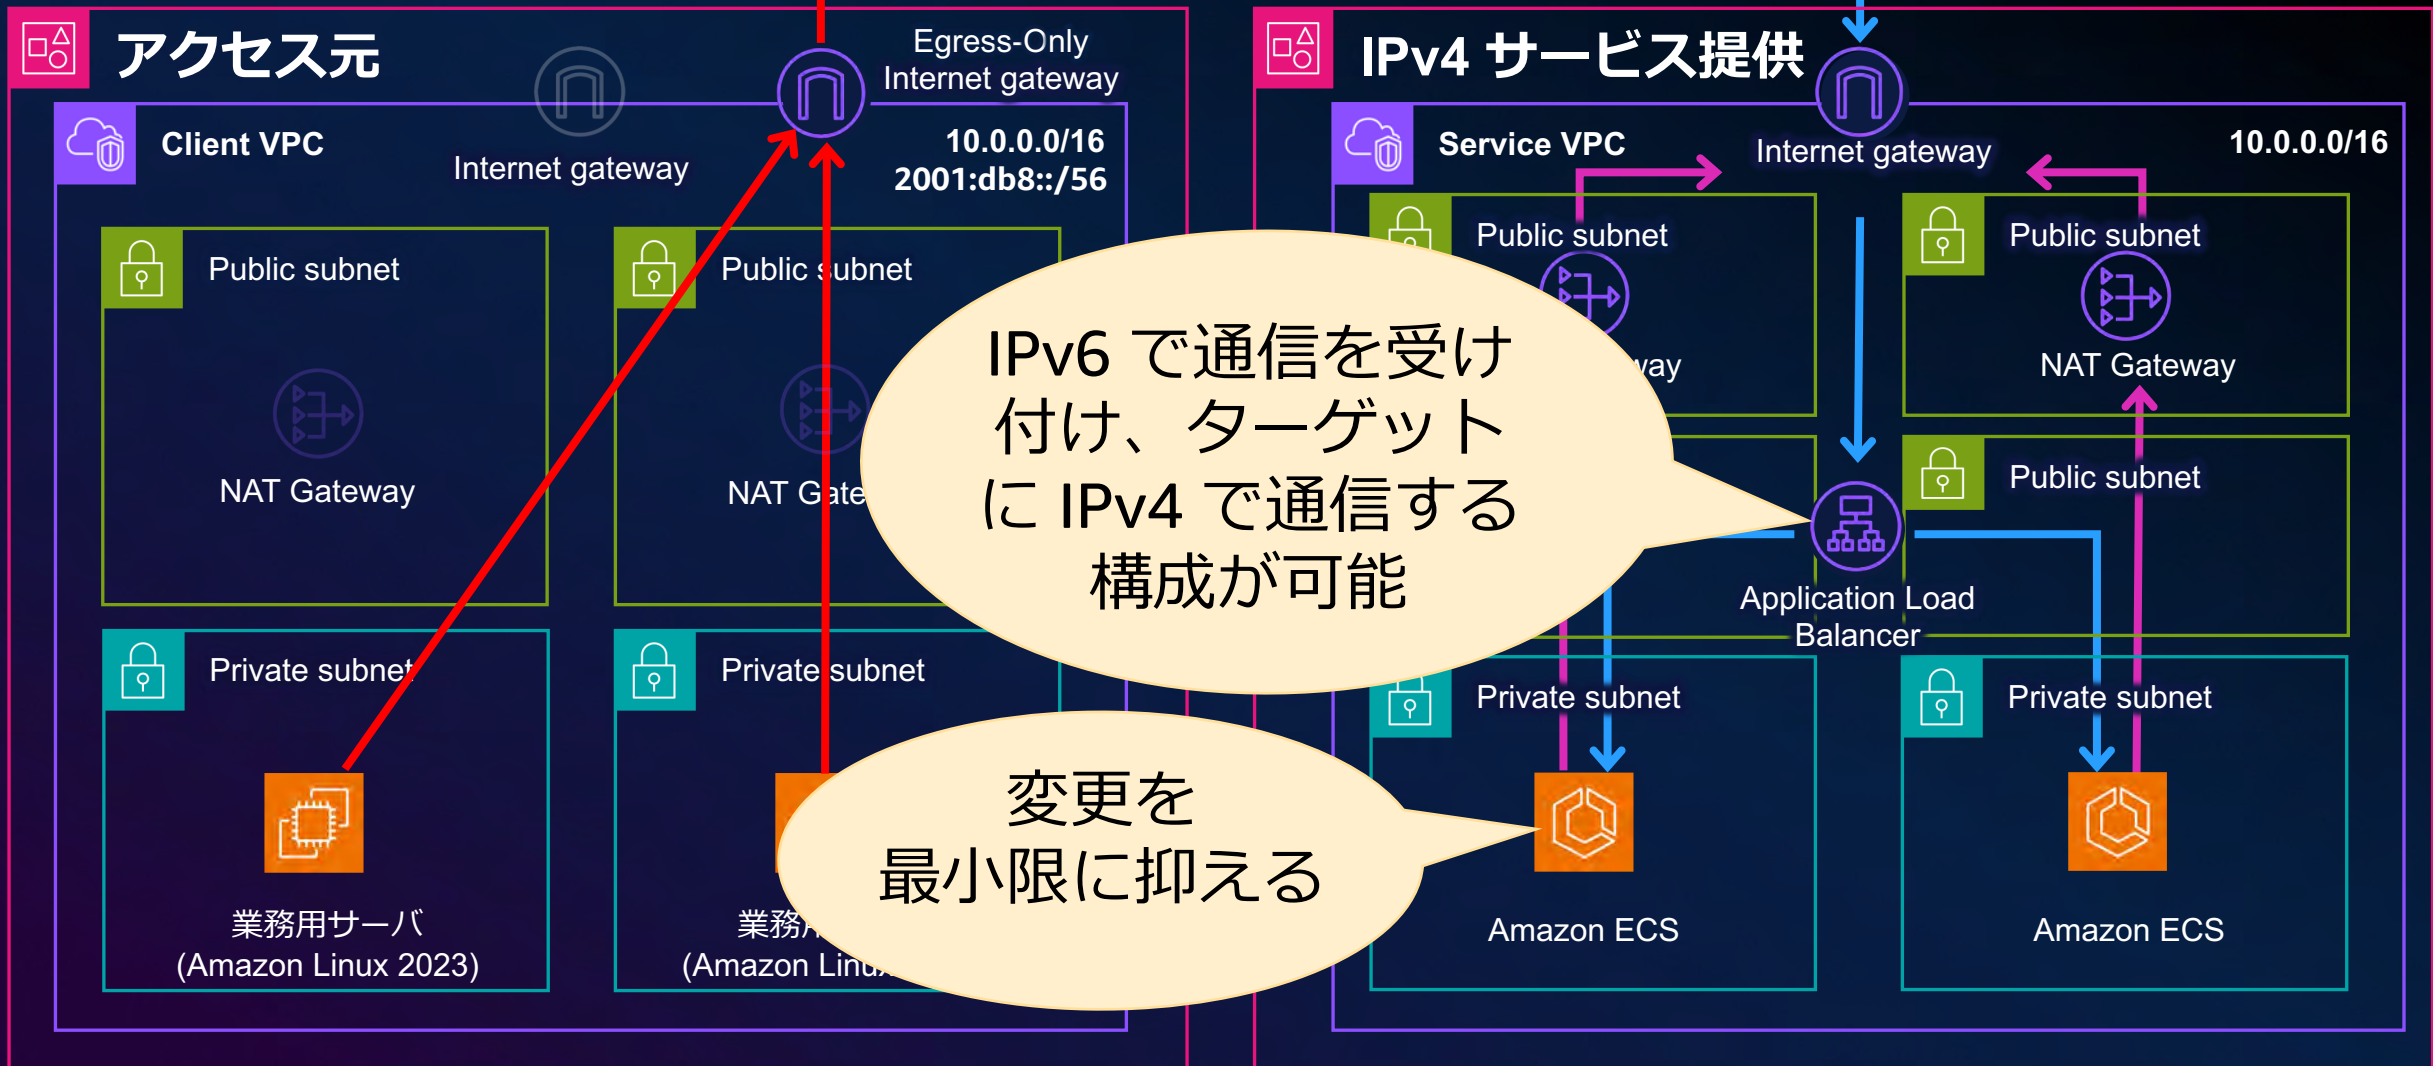 アクセス元
Egress-Only
Internet gateway
Internet gateway
Client VPC
10.0.0.0/16
2001:db8::/56
Public subnet
NAT Gateway
Public subnet
NAT Gate
Private subnet
業務用サーバ
(Amazon Linux 2023)
Private subnet
業務
(Amazon Linux
IPv4 サービス提供
Internet gateway
Service VPC
10.0.0.0/16
Public subnet
way
Public subnet
NAT Gateway
Public subnet
Application Load
Balancer
Private subnet
Amazon ECS
Private subnet
Amazon ECS
IPv6 で通信を受け
付け、ターゲット
に IPv4 で通信する
構成が可能
変更を
最小限に抑える